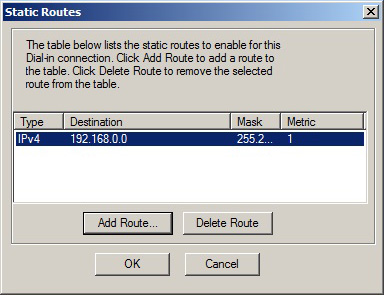 Static Routes
The table below lists the static routes to enable for this
Dial-in connection. Click Add Route to add a route to
the table. Click Delete Route to remove the selected
route from the table.
Type Destination Mask Metric
IPv4 192.168.0.0 255.2... 1
Add Route... Delete Route
OK Cancel